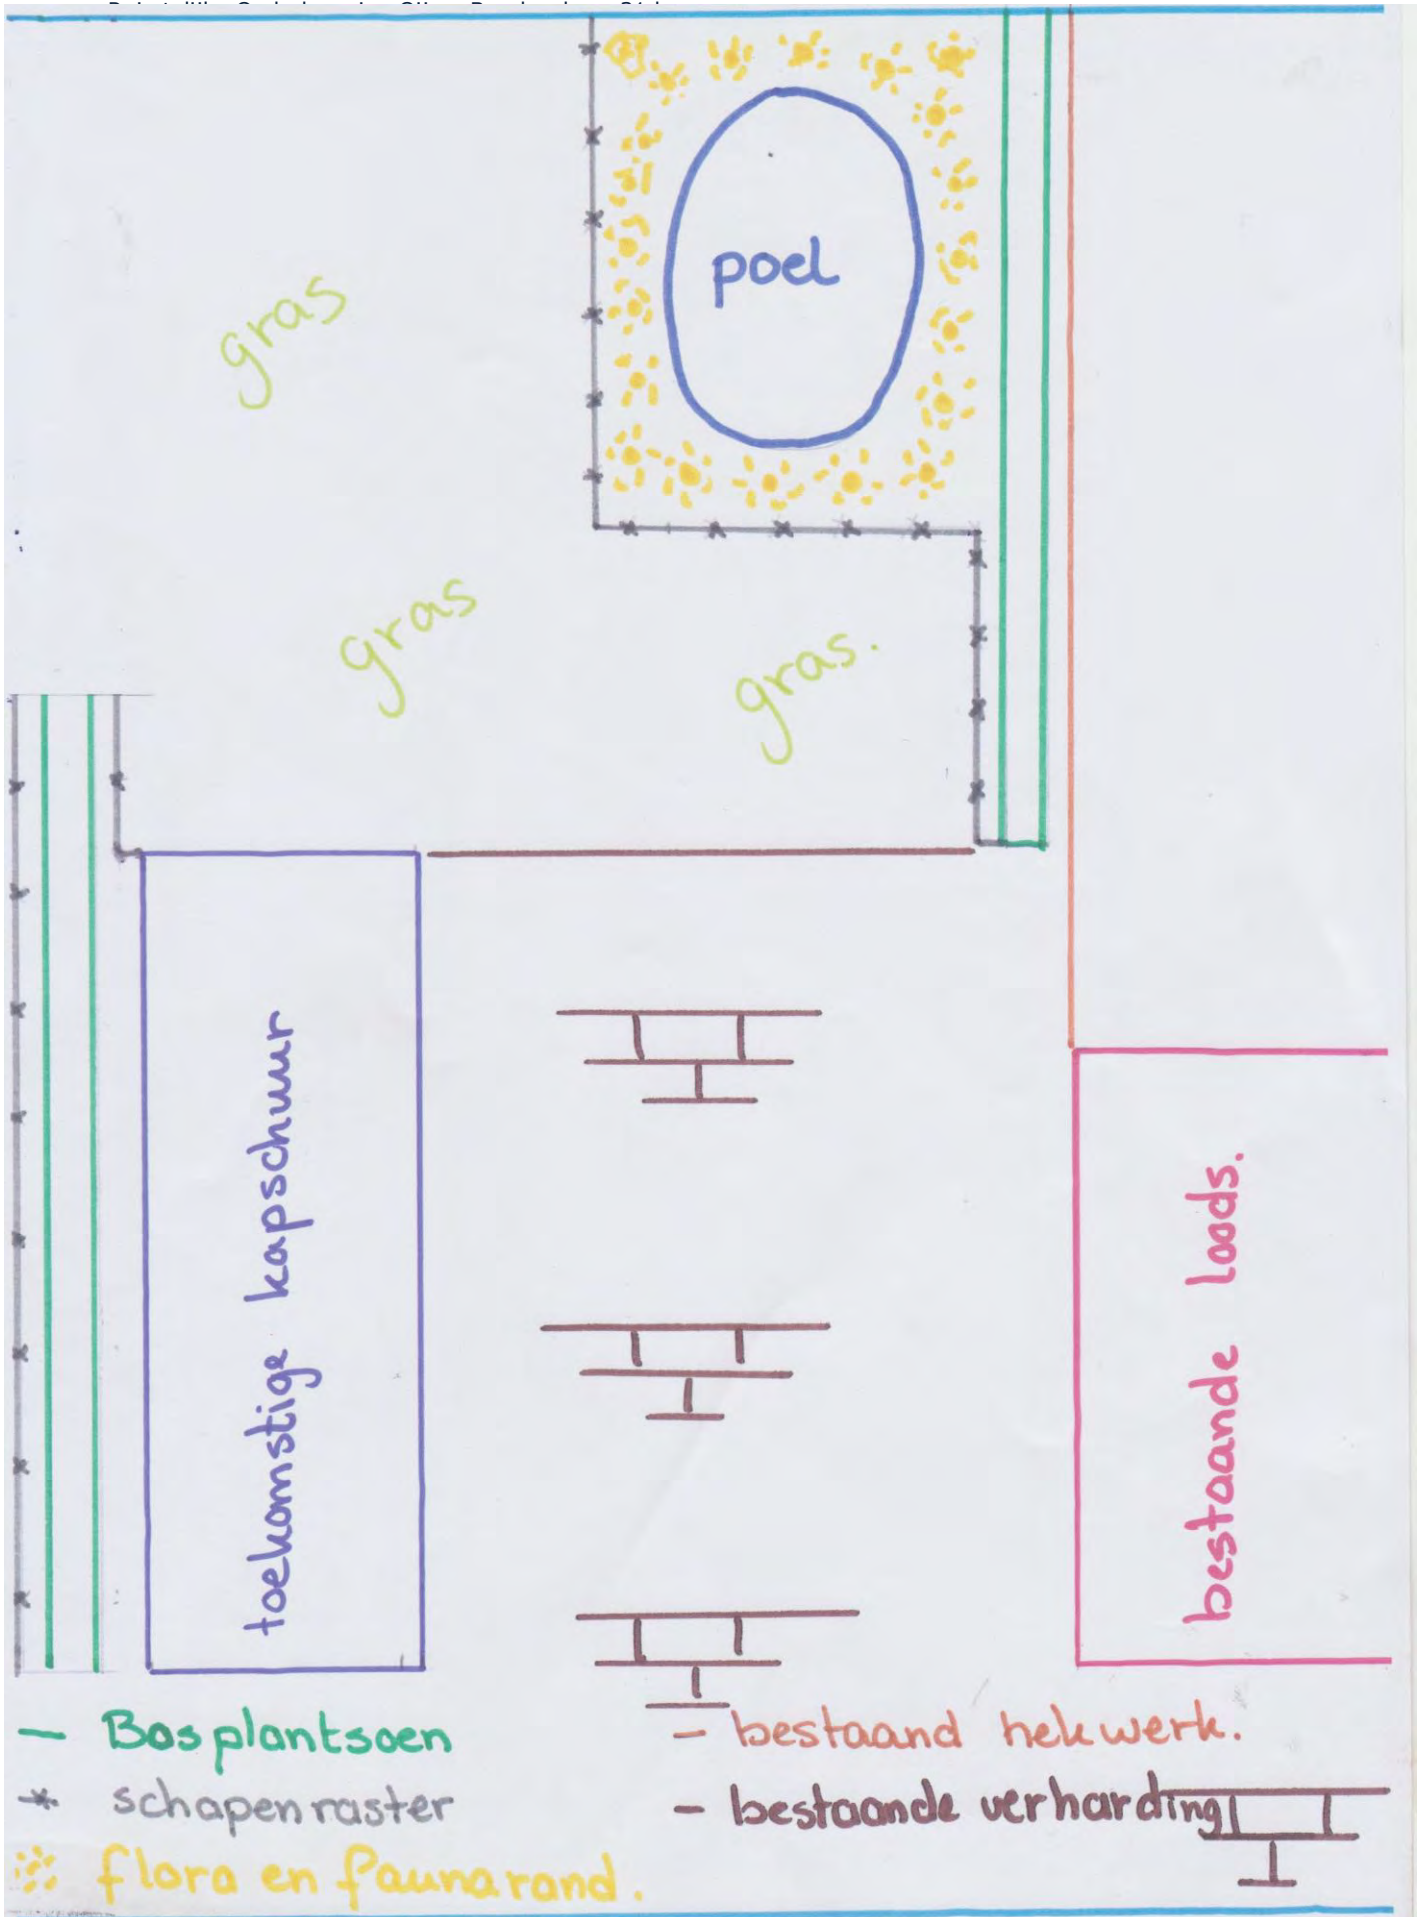 poel
gras
gras
gras.
toekomstige kapschuur
bestaande loods.
Bosplantsoen
schapenraster
flora en faunarand.
bestaand hekwerk.
bestaande verharding